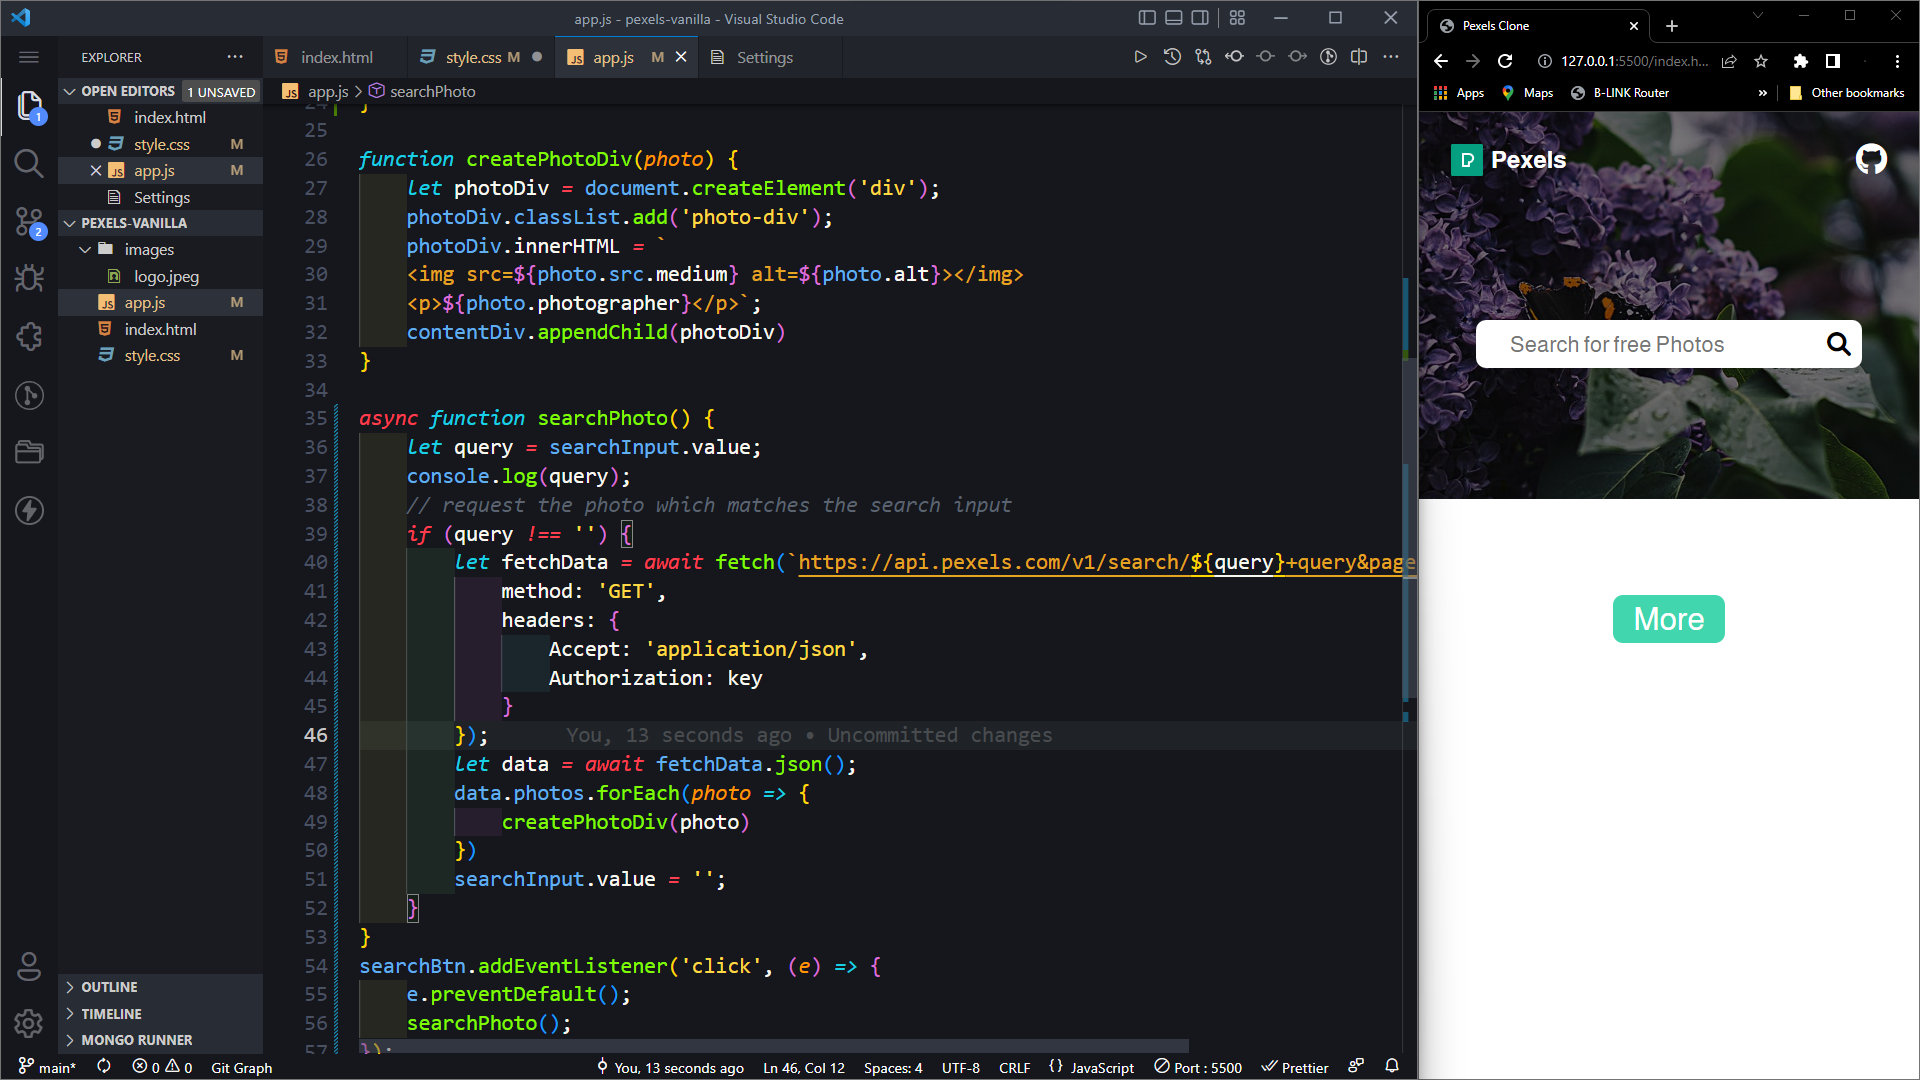 app.js - pexels-vanilla - Visual Studio Code
EXPLORER
index.html
style.css M
app.js M
Settings
OPEN EDITORS 1 UNSAVED
index.html
style.css M
app.js M
Settings
PEXELS-VANILLA
images
logo.jpeg
app.js M
index.html
style.css M
OUTLINE
TIMELINE
MONGO RUNNER
1
2
app.js > searchPhoto
24 }
25
26 function createPhotoDiv(photo) {
27 let photoDiv = document.createElement('div');
28 photoDiv.classList.add('photo-div');
29 photoDiv.innerHTML = `
30 <img src=${photo.src.medium} alt=${photo.alt}></img>
31 <p>${photo.photographer}</p>`;
32 contentDiv.appendChild(photoDiv)
33 }
34
35 async function searchPhoto() {
36 let query = searchInput.value;
37 console.log(query);
38 // request the photo which matches the search input
39 if (query !== '') {
40 let fetchData = await fetch(`https://api.pexels.com/v1/search/${query}+query&page
41 method: 'GET',
42 headers: {
43 Accept: 'application/json',
44 Authorization: key
45 }
46 }); You, 13 seconds ago • Uncommitted changes
47 let data = await fetchData.json();
48 data.photos.forEach(photo => {
49 createPhotoDiv(photo)
50 })
51 searchInput.value = '';
52 }
53 }
54 searchBtn.addEventListener('click', (e) => {
55 e.preventDefault();
56 searchPhoto();
57 });
main* 0 0 Git Graph You, 13 seconds ago Ln 46, Col 12 Spaces: 4 UTF-8 CRLF {} JavaScript Port : 5500 Prettier
Pexels Clone
127.0.0.1:5500/index.h...
Apps Maps B-LINK Router » Other bookmarks
Pexels
Search for free Photos
More